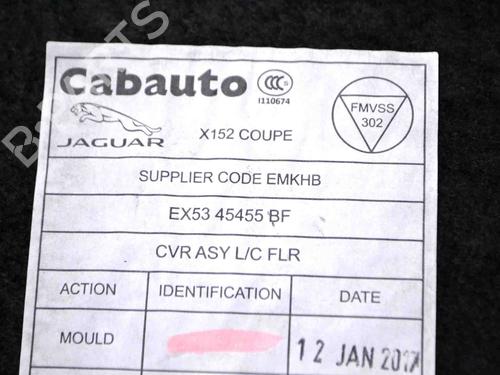 Cabauto
I110674
FMVSS
302
JAGUAR
X152 COUPE
SUPPLIER CODE EMKHB
EX53 45455 BF
CVR ASY L/C FLR
ACTION IDENTIFICATION DATE
MOULD 12 JAN 2017